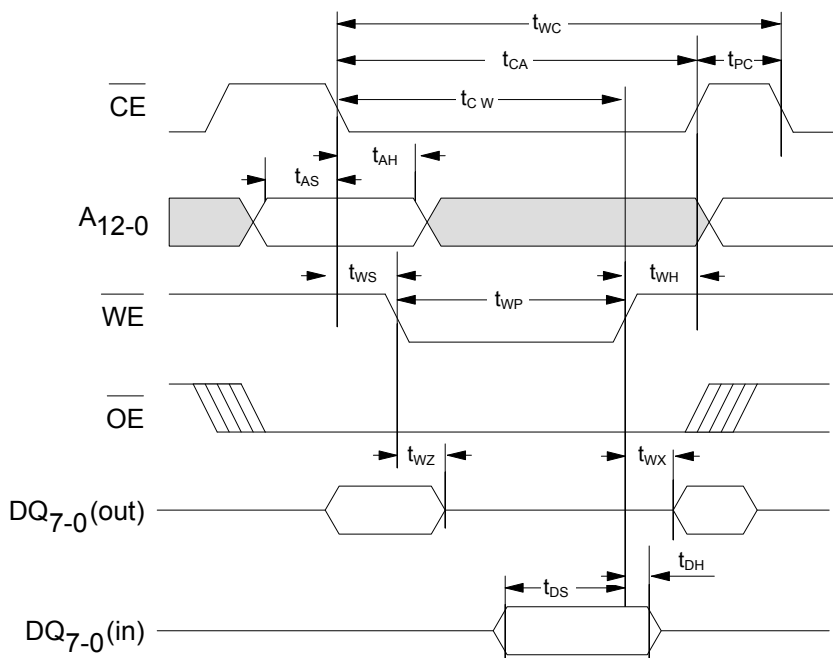 tWC
tCA
tPC
CE
tC W
tAH
tAS
A12-0
tWS
tWH
tWP
WE
OE
tWZ
tWX
DQ7-0(out)
tDH
tDS
DQ7-0(in)